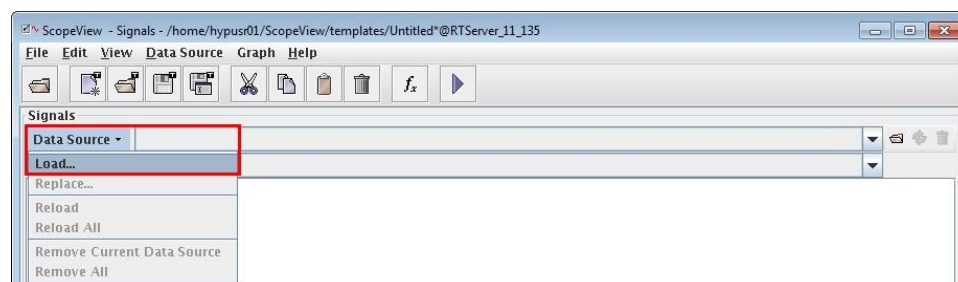 ScopeView - Signals - /home/hypusr01/ScopeView/templates/Untitled*@RTServer_11_135
File Edit View Data Source Graph Help
fx
Signals
Data Source
Load...
Replace...
Reload
Reload All
Remove Current Data Source
Remove All